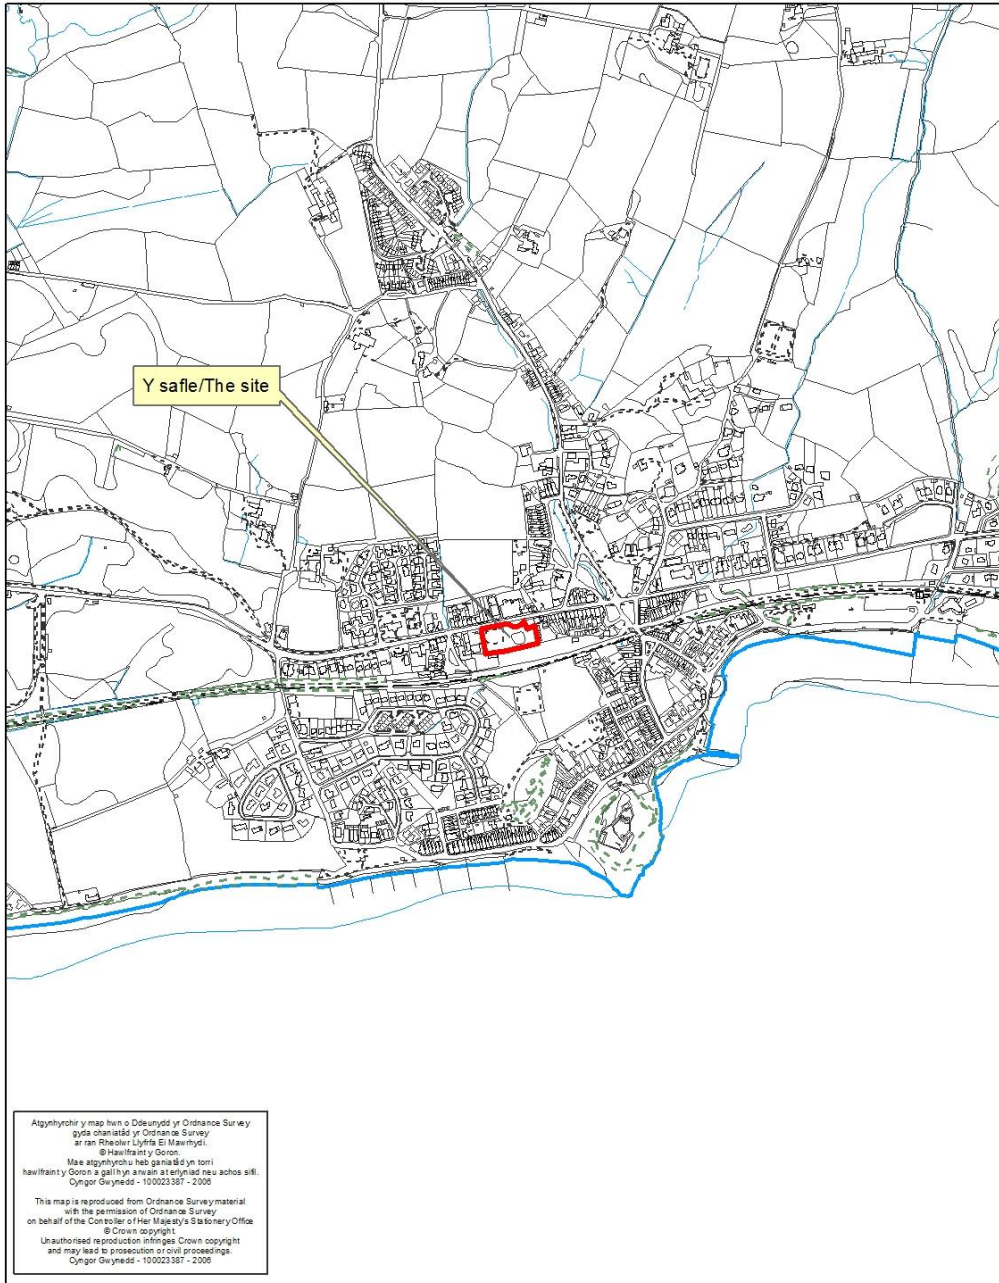 Y safle/The site
Atgynhyrchir y map hwn o Ddeunydd yr Ordnance Survey
gyda chaniatâd yr Ordnance Survey
ar ran Rheolwr Llyfrfa Ei Mawrhydi.
© Hawlfraint y Goron.
Mae atgynhyrchu heb ganiatâd yn torri
hawlfraint y Goron a gall hyn arwain at erlyniad neu achos sifil.
Cyngor Gwynedd - 100023387 - 2006
This map is reproduced from Ordnance Survey material
with the permission of Ordnance Survey
on behalf of the Controller of Her Majesty's Stationery Office
© Crown copyright.
Unauthorised reproduction infringes Crown copyright
and may lead to prosecution or civil proceedings.
Cyngor Gwynedd - 100023387 - 2006